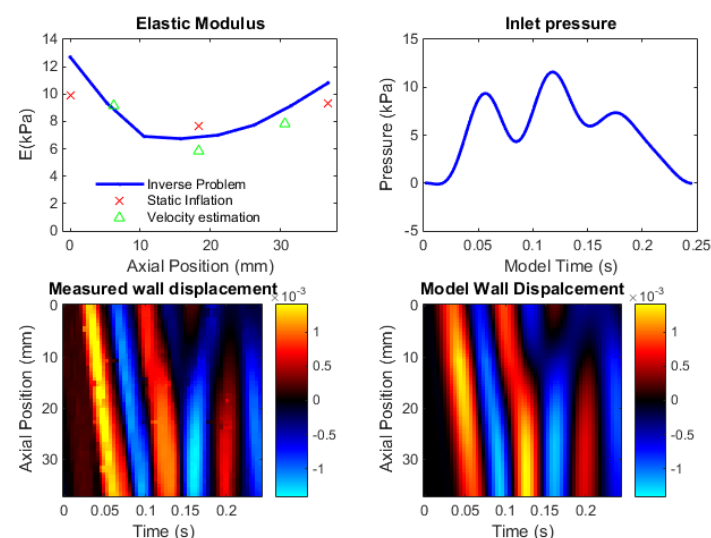 Elastic Modulus
14
12
10
8
6
4
2
0
E(kPa)
Inverse Problem
Static Inflation
Velocity estimation
0 10 20 30
Axial Position (mm)
Inlet pressure
15
10
5
0
-5
Pressure (kPa)
0 0.05 0.1 0.15 0.2 0.25
Model Time (s)
Measured wall displacement
×10-3
0
10
20
30
Axial Position (mm)
0 0.05 0.1 0.15 0.2
Time (s)
1
0.5
0
-0.5
-1
Model Wall Dispalcement
×10-3
0
10
20
30
Axial Position (mm)
0 0.05 0.1 0.15 0.2
Time (s)
1
0.5
0
-0.5
-1